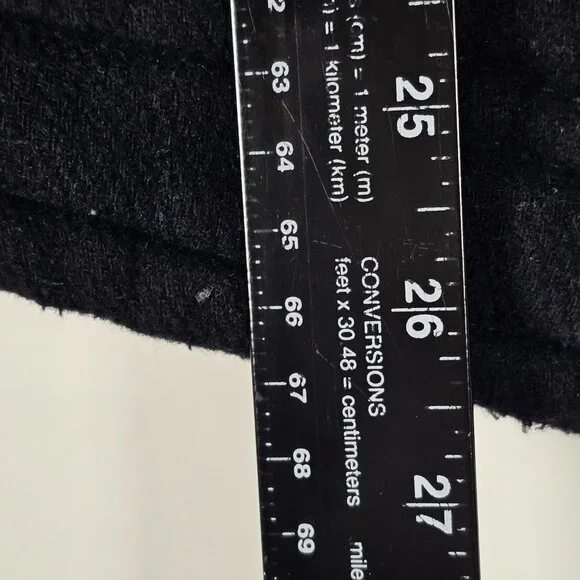 63
64
65
66
67
68
69
(cm) = 1 meter (m)
= 1 kilometer (km)
CONVERSIONS
feet x 30.48 = centimeters
mile
25
26
27